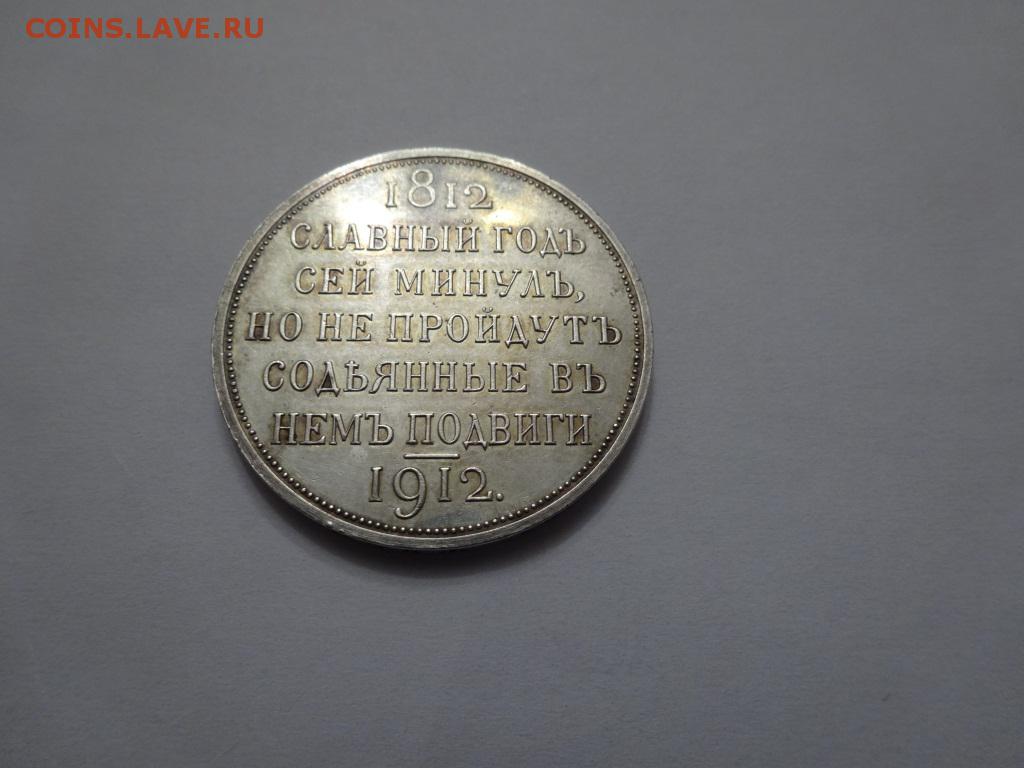 COINS.LAVE.RU
1812
СЛАВНЫЙ ГОДЪ
СЕЙ МИНУЛЪ,
НО НЕ ПРОЙДУТЪ
СОДѢЯННЫЕ ВЪ
НЕМЪ ПОДВИГИ
1912.